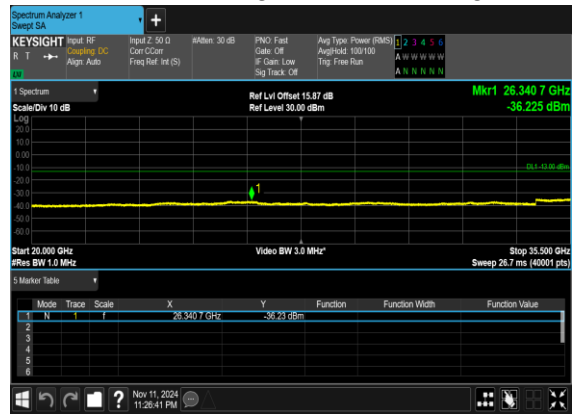 Spectrum Analyzer 1
Swept SA
+
KEYSIGHT Input: RF Input Z: 50 Ω #Atten: 30 dB PNO: Fast Avg Type: Power (RMS) 1 2 3 4 5 6
R T Coupling: DC Corr CCorr Gate: Off Avg|Hold: 100/100 A W W W W W
Align: Auto Freq Ref: Int (S) IF Gain: Low Trig: Free Run
Sig Track: Off A N N N N N
1 Spectrum
Ref Lvl Offset 15.87 dB Mkr1 26.340 7 GHz
Scale/Div 10 dB Ref Level 30.00 dBm -36.225 dBm
Log
20.0
10.0
0.00
-10.0 DL1 -13.00 dBm
-20.0
1
-30.0
-40.0
-50.0
-60.0
Start 20.000 GHz Video BW 3.0 MHz* Stop 35.500 GHz
#Res BW 1.0 MHz Sweep 26.7 ms (40001 pts)
5 Marker Table
Mode Trace Scale X Y Function Function Width Function Value
1 N 1 f 26.340 7 GHz -36.23 dBm
2
3
4
5
6
? Nov 11, 2024
11:26:41 PM